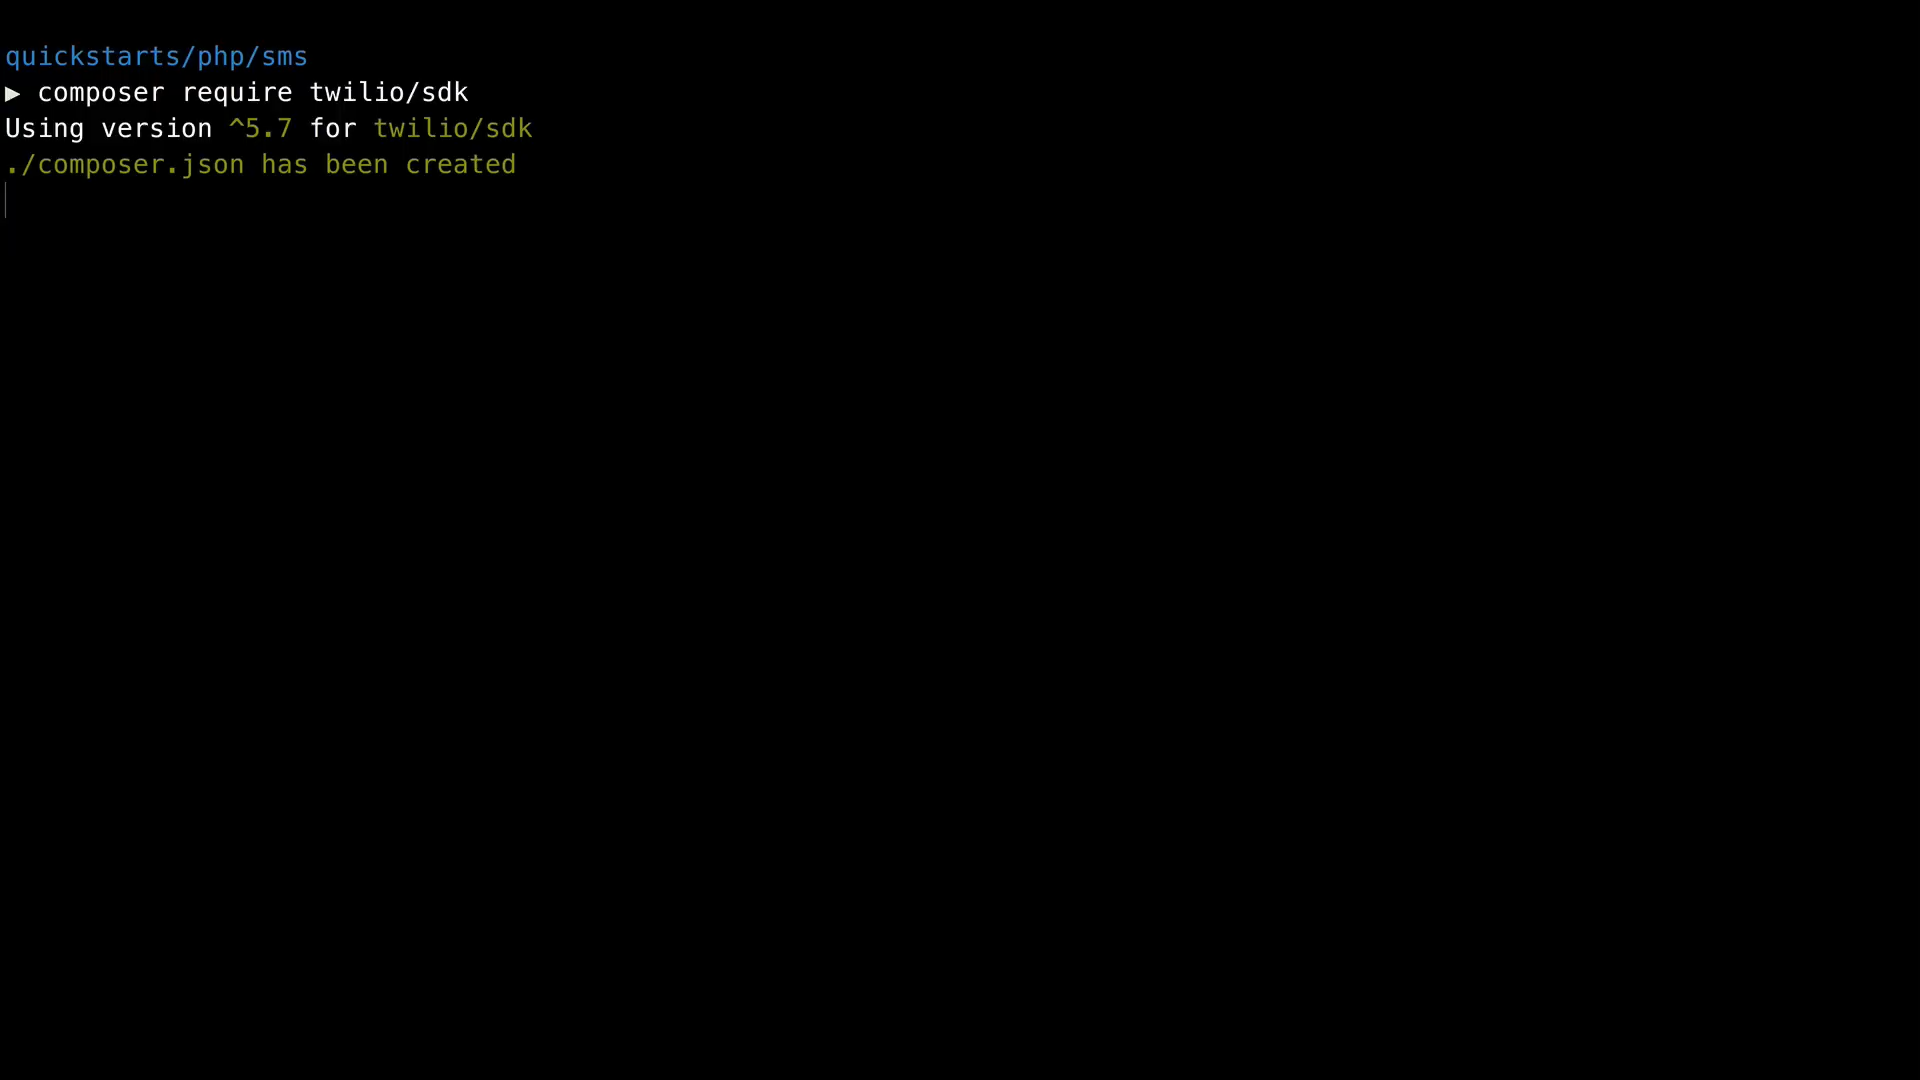 quickstarts/php/sms
▶ composer require twilio/sdk
Using version ^5.7 for twilio/sdk
./composer.json has been created